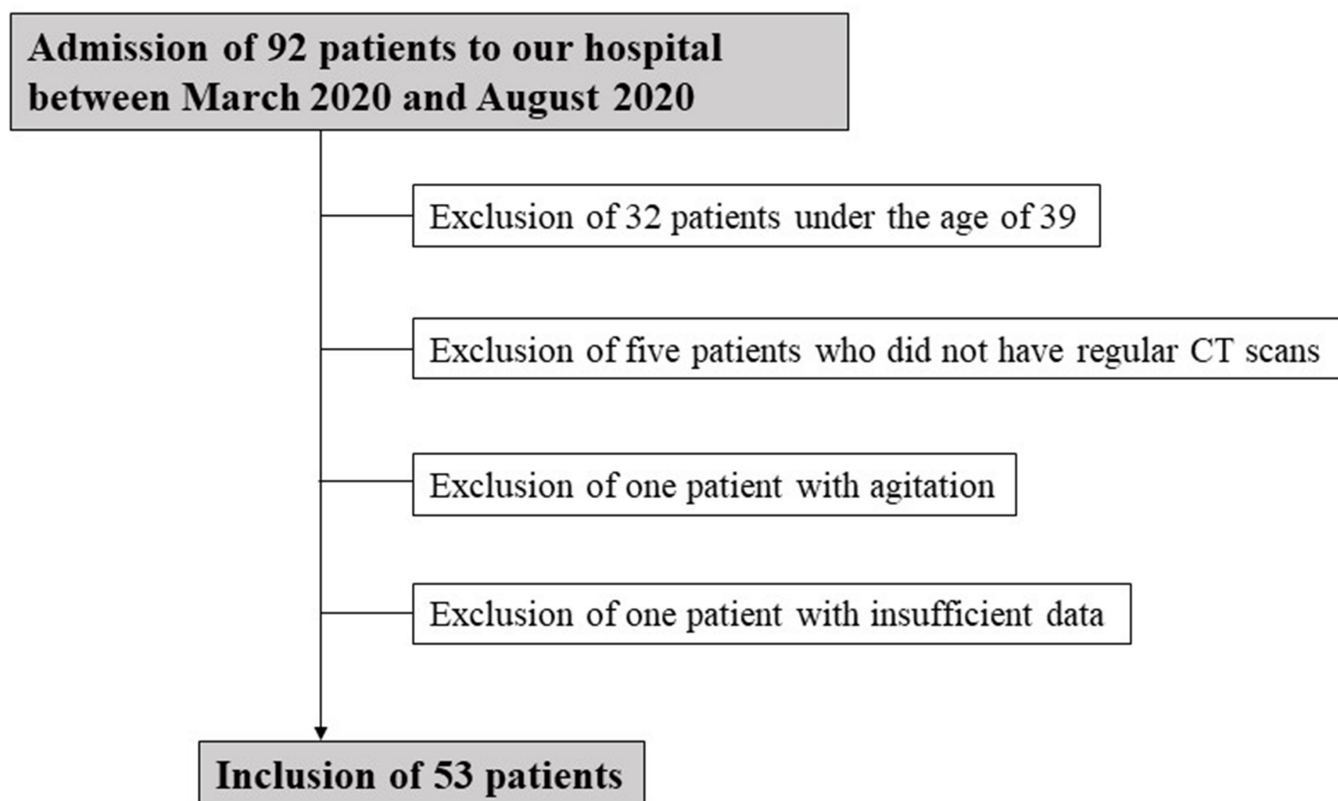 Admission of 92 patients to our hospital
between March 2020 and August 2020
Exclusion of 32 patients under the age of 39
Exclusion of five patients who did not have regular CT scans
Exclusion of one patient with agitation
Exclusion of one patient with insufficient data
Inclusion of 53 patients